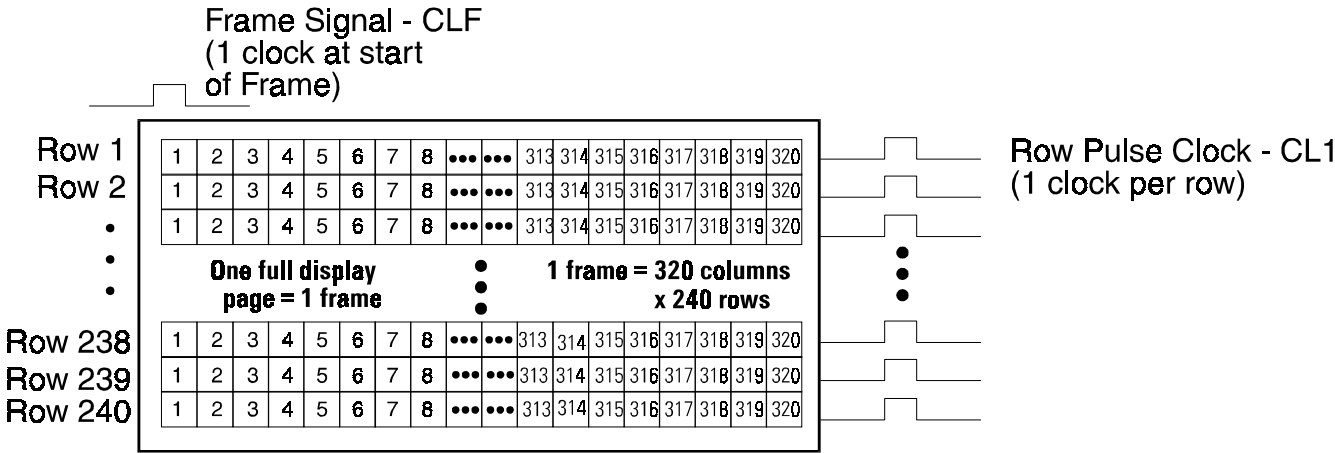 Frame Signal - CLF
(1 clock at start
of Frame)
Row 1 1 2 3 4 5 6 7 8 ••• ••• 313 314 315 316 317 318 319 320
Row Pulse Clock - CL1
(1 clock per row)
Row 2 1 2 3 4 5 6 7 8 ••• ••• 313 314 315 316 317 318 319 320
1 2 3 4 5 6 7 8 ••• ••• 313 314 315 316 317 318 319 320
One full display
page = 1 frame
1 frame = 320 columns
x 240 rows
Row 238 1 2 3 4 5 6 7 8 ••• ••• 313 314 315 316 317 318 319 320
Row 239 1 2 3 4 5 6 7 8 ••• ••• 313 314 315 316 317 318 319 320
Row 240 1 2 3 4 5 6 7 8 ••• ••• 313 314 315 316 317 318 319 320